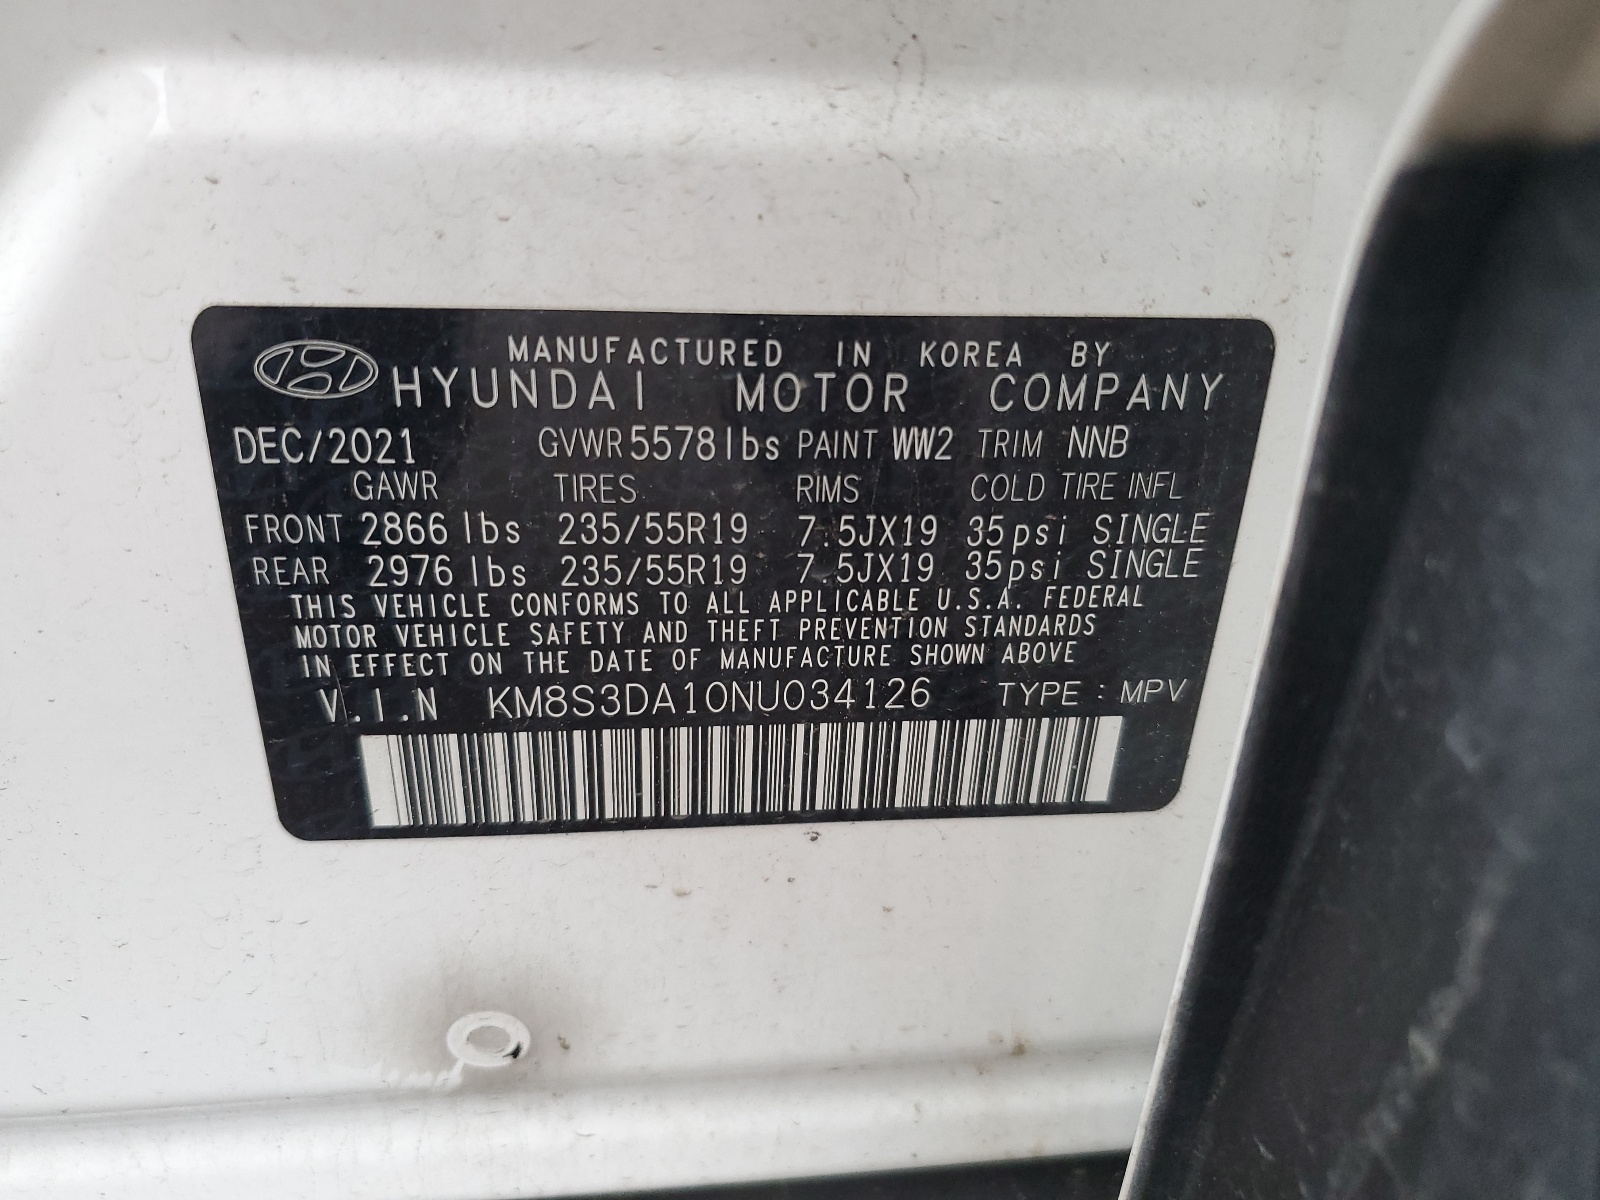 MANUFACTURED IN KOREA BY
HYUNDAI MOTOR COMPANY
DEC/2021 GVWR 5578 lbs PAINT WW2 TRIM NNB
GAWR TIRES RIMS COLD TIRE INFL
FRONT 2866 lbs 235/55R19 7.5JX19 35psi SINGLE
REAR 2976 lbs 235/55R19 7.5JX19 35psi SINGLE
THIS VEHICLE CONFORMS TO ALL APPLICABLE U.S.A. FEDERAL
MOTOR VEHICLE SAFETY AND THEFT PREVENTION STANDARDS
IN EFFECT ON THE DATE OF MANUFACTURE SHOWN ABOVE
V.I.N KM8S3DA10NU034126 TYPE : MPV